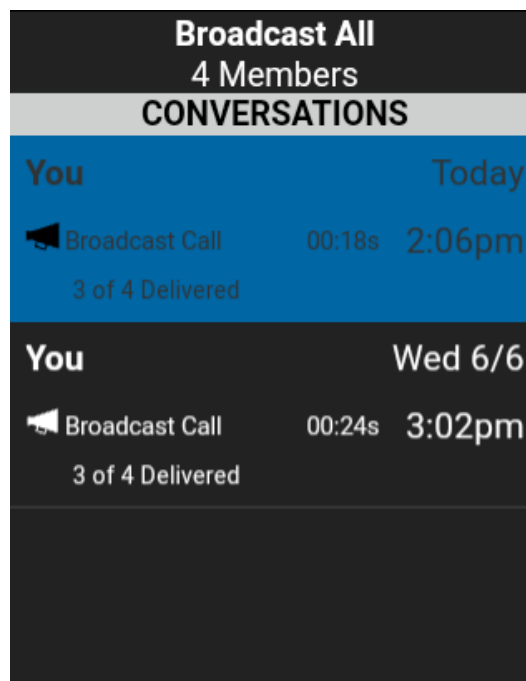 Broadcast All
4 Members
CONVERSATIONS
You Today
Broadcast Call 00:18s 2:06pm
3 of 4 Delivered
You Wed 6/6
Broadcast Call 00:24s 3:02pm
3 of 4 Delivered